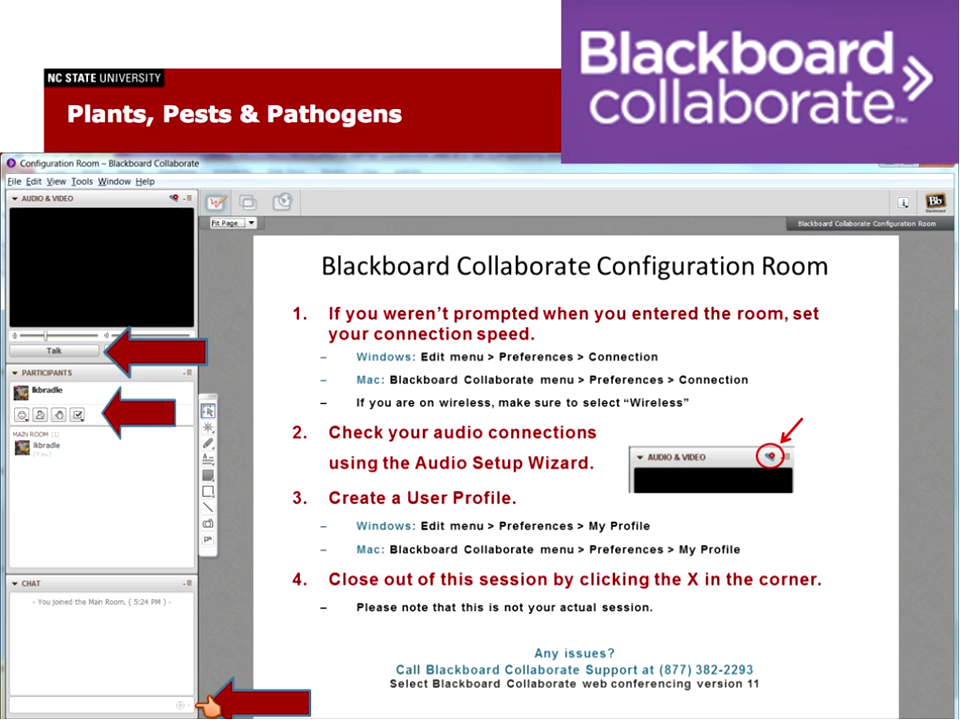 Blackboard
collaborate™
NC STATE UNIVERSITY
Plants, Pests & Pathogens
Configuration Room – Blackboard Collaborate
File Edit View Tools Window Help
AUDIO & VIDEO
Fit Page
Bb
Blackboard Collaborate Configuration Room
Talk
PARTICIPANTS
lkbradle
MAIN ROOM (1)
lkbradle
(You)
CHAT
- You joined the Main Room. ( 5:24 PM ) -
Blackboard Collaborate Configuration Room
1. If you weren’t prompted when you entered the room, set
your connection speed.
– Windows: Edit menu > Preferences > Connection
– Mac: Blackboard Collaborate menu > Preferences > Connection
– If you are on wireless, make sure to select “Wireless”
2. Check your audio connections
using the Audio Setup Wizard.
AUDIO & VIDEO
3. Create a User Profile.
– Windows: Edit menu > Preferences > My Profile
– Mac: Blackboard Collaborate menu > Preferences > My Profile
4. Close out of this session by clicking the X in the corner.
– Please note that this is not your actual session.
Any issues?
Call Blackboard Collaborate Support at (877) 382-2293
Select Blackboard Collaborate web conferencing version 11